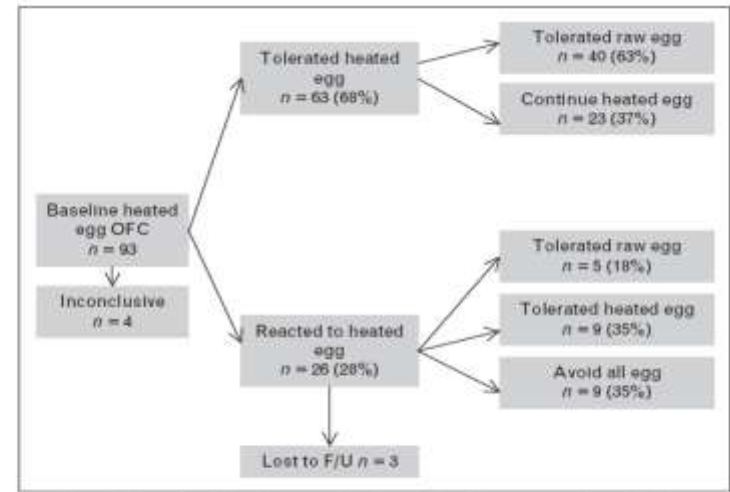 Tolerated heated
egg
n = 63 (68%)
Tolerated raw egg
n = 40 (63%)
Continue heated egg
n = 23 (37%)
Baseline heated
egg OFC
n = 93
Inconclusive
n = 4
Reacted to heated
egg
n = 26 (28%)
Lost to F/U n = 3
Tolerated raw egg
n = 5 (18%)
Tolerated heated egg
n = 9 (35%)
Avoid all egg
n = 9 (35%)